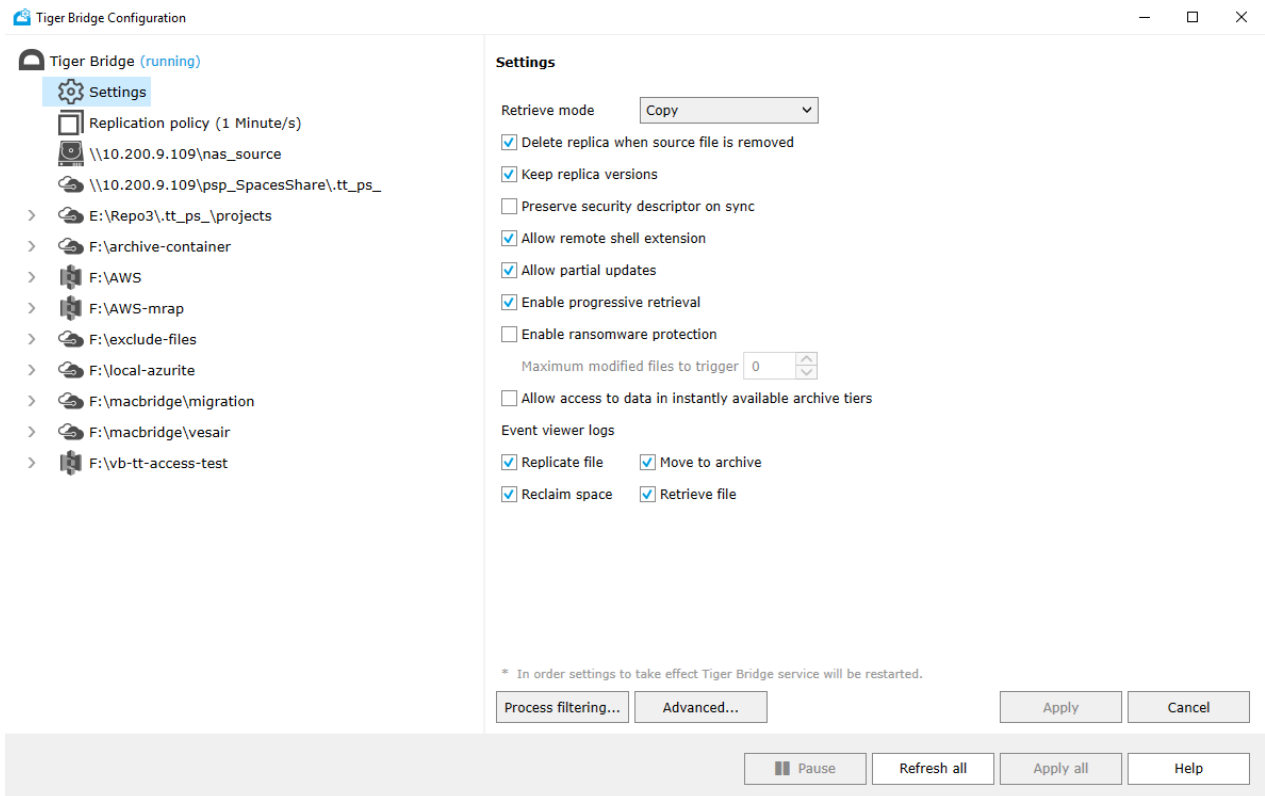 Tiger Bridge Configuration
Tiger Bridge (running)
Settings
Replication policy (1 Minute/s)
\\10.200.9.109\nas_source
\\10.200.9.109\psp_SpacesShare\.tt_ps_
E:\Repo3\.tt_ps_\projects
F:\archive-container
F:\AWS
F:\AWS-mrap
F:\exclude-files
F:\local-azurite
F:\macbridge\migration
F:\macbridge\vesair
F:\vb-tt-access-test
Settings
Retrieve mode Copy
Delete replica when source file is removed
Keep replica versions
Preserve security descriptor on sync
Allow remote shell extension
Allow partial updates
Enable progressive retrieval
Enable ransomware protection
Maximum modified files to trigger 0
Allow access to data in instantly available archive tiers
Event viewer logs
Replicate file Move to archive
Reclaim space Retrieve file
* In order settings to take effect Tiger Bridge service will be restarted.
Process filtering... Advanced... Apply Cancel
Pause Refresh all Apply all Help